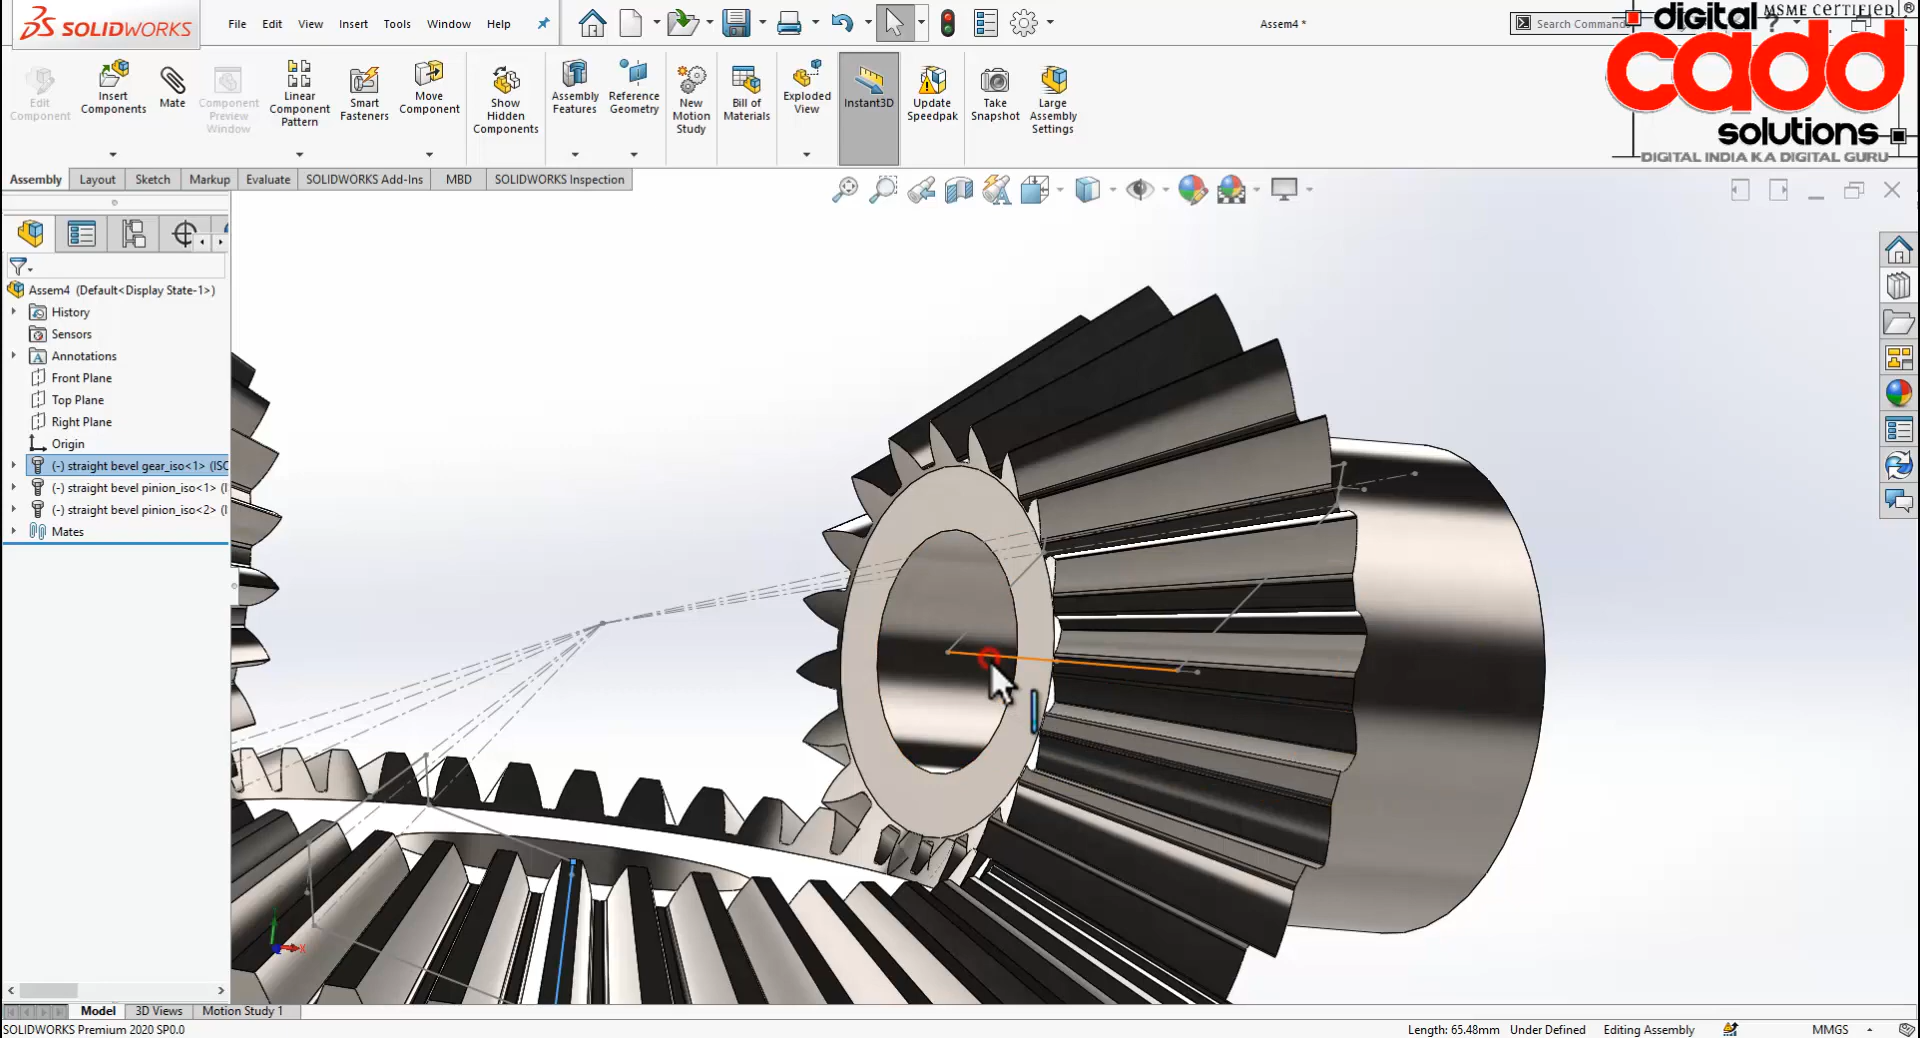 SOLIDWORKS
File Edit View Insert Tools Window Help
Assem4 *
Search Command
digital
MSME CERTIFIED ®
cadd
solutions
DIGITAL INDIA KA DIGITAL GURU
Edit Component
Insert Components
Mate
Component Preview Window
Linear Component Pattern
Smart Fasteners
Move Component
Show Hidden Components
Assembly Features
Reference Geometry
New Motion Study
Bill of Materials
Exploded View
Instant3D
Update Speedpak
Take Snapshot
Large Assembly Settings
Assembly Layout Sketch Markup Evaluate SOLIDWORKS Add-Ins MBD SOLIDWORKS Inspection
Assem4 (Default<Display State-1>)
History
Sensors
Annotations
Front Plane
Top Plane
Right Plane
Origin
(-) straight bevel gear_iso<1> (ISO
(-) straight bevel pinion_iso<1> (I
(-) straight bevel pinion_iso<2> (I
Mates
X
Model 3D Views Motion Study 1
SOLIDWORKS Premium 2020 SP0.0
Length: 65.48mm Under Defined Editing Assembly MMGS